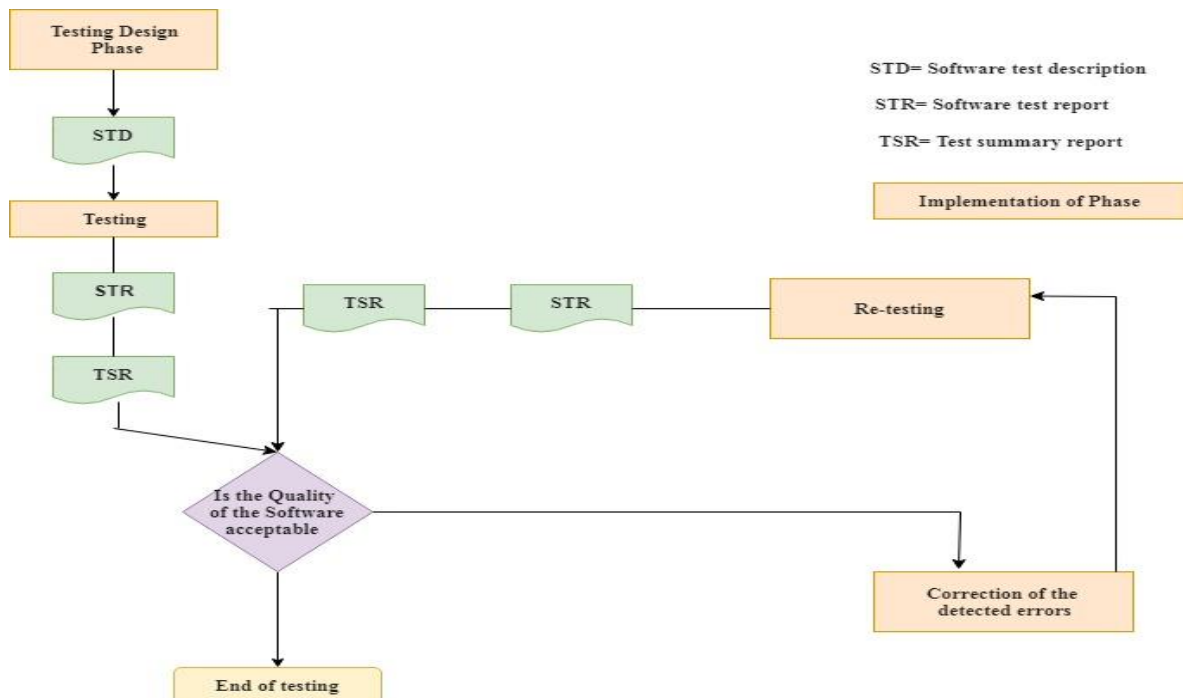 Testing Design
Phase
STD
Testing
STR
TSR
STD= Software test description
STR= Software test report
TSR= Test summary report
Implementation of Phase
TSR
STR
Re-testing
Is the Quality
of the Software
acceptable
Correction of the
detected errors
End of testing